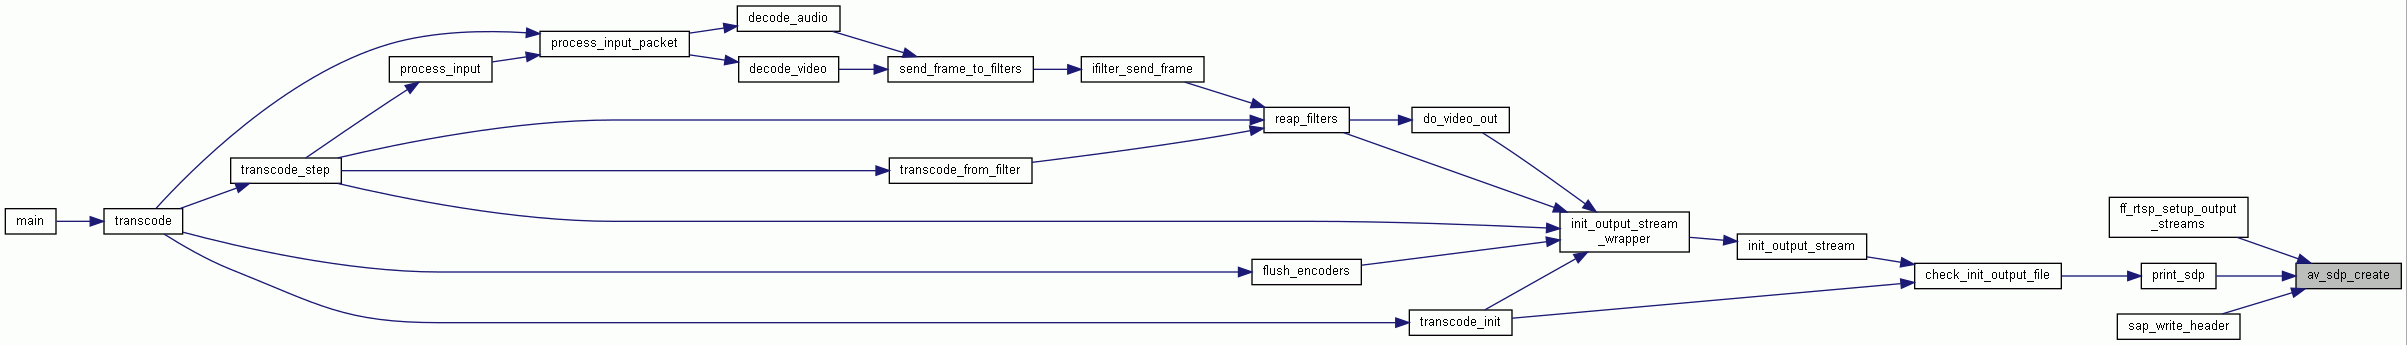 decode_audio
process_input_packet
process_input
decode_video
send_frame_to_filters
ifilter_send_frame
reap_filters
do_video_out
transcode_step
transcode_from_filter
main
transcode
init_output_stream
_wrapper
ff_rtsp_setup_output
_streams
init_output_stream
flush_encoders
check_init_output_file
print_sdp
av_sdp_create
transcode_init
sap_write_header